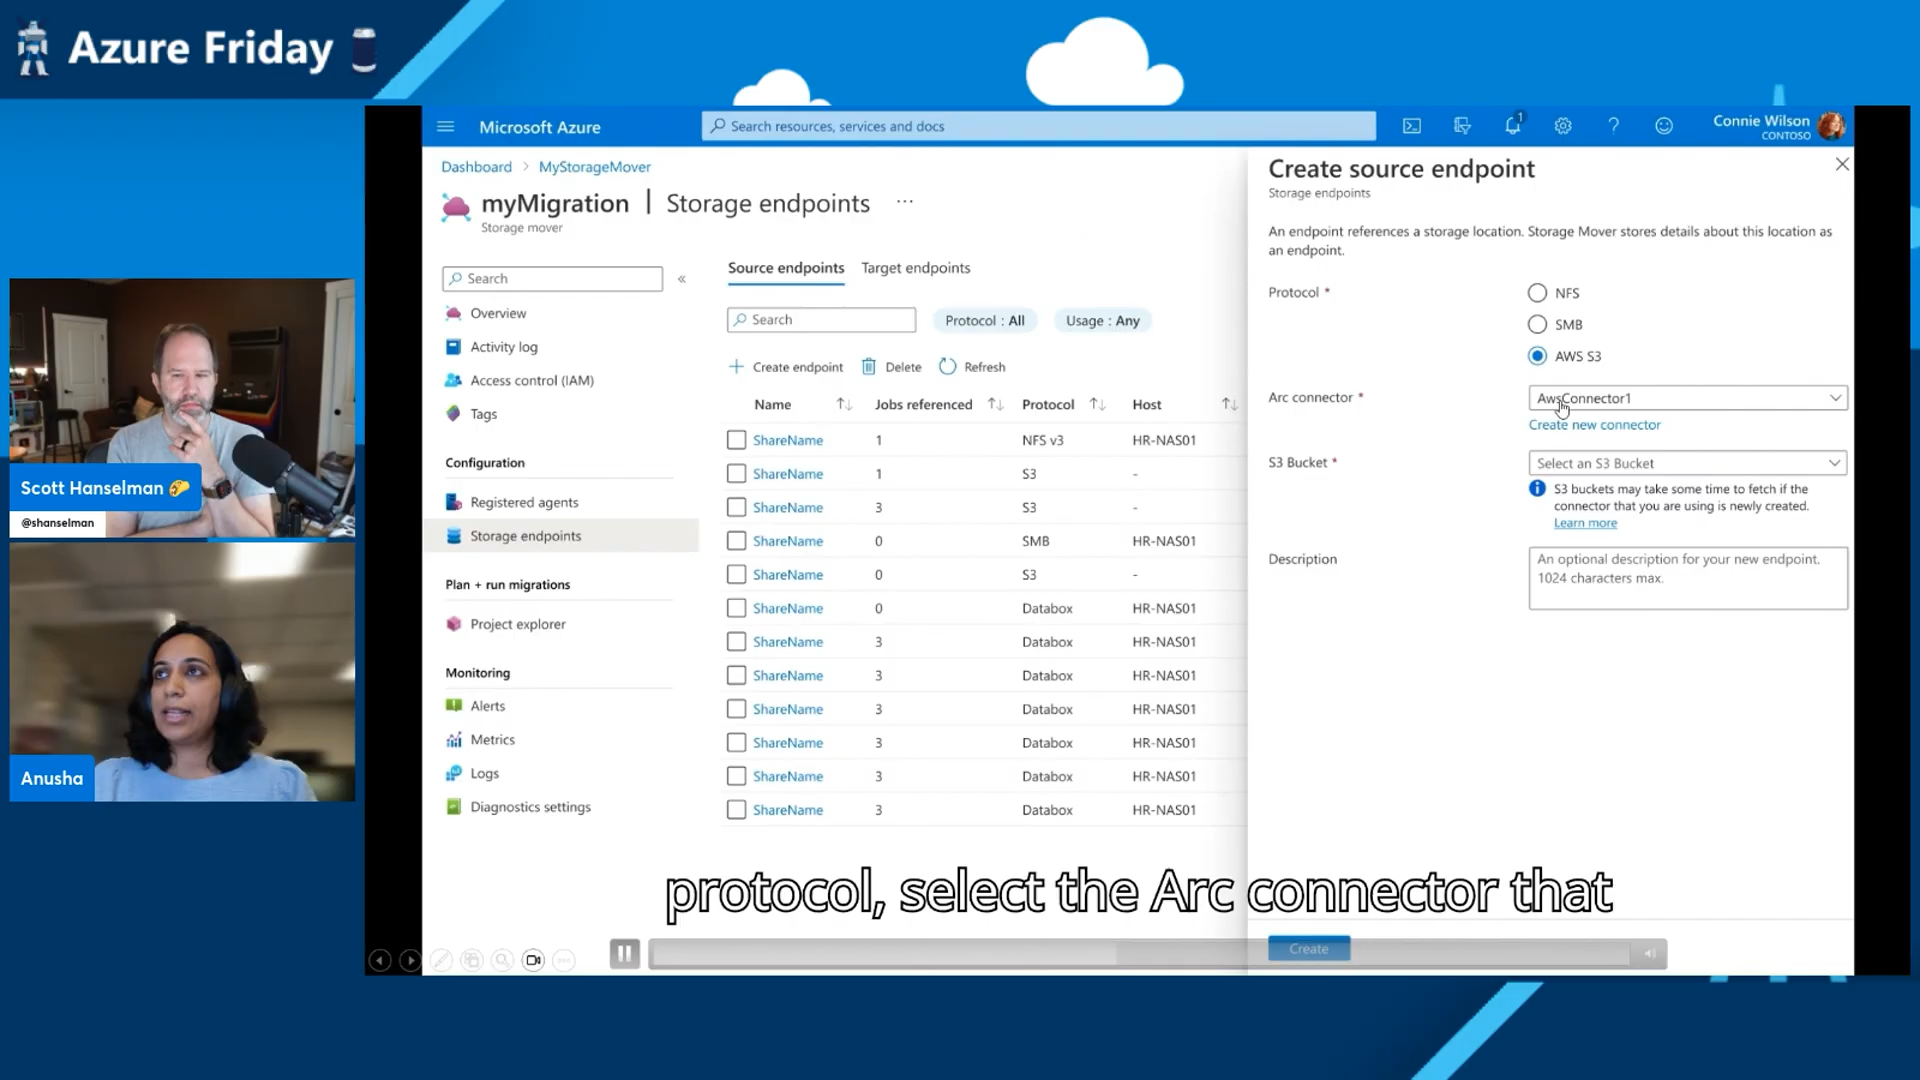 Azure Friday
Microsoft Azure
Search resources, services and docs
1
Connie Wilson
CONTOSO
Dashboard > MyStorageMover
myMigration | Storage endpoints ...
Storage mover
Search
«
Overview
Activity log
Access control (IAM)
Tags
Configuration
Registered agents
Storage endpoints
Plan + run migrations
Project explorer
Monitoring
Alerts
Metrics
Logs
Diagnostics settings
Source endpoints Target endpoints
Search
Protocol : All
Usage : Any
Create endpoint Delete Refresh
Name Jobs referenced Protocol Host
ShareName 1 NFS v3 HR-NAS01
ShareName 1 S3 -
ShareName 3 S3 -
ShareName 0 SMB HR-NAS01
ShareName 0 S3 -
ShareName 0 Databox HR-NAS01
ShareName 3 Databox HR-NAS01
ShareName 3 Databox HR-NAS01
ShareName 3 Databox HR-NAS01
ShareName 3 Databox HR-NAS01
ShareName 3 Databox HR-NAS01
ShareName 3 Databox HR-NAS01
Create source endpoint
Storage endpoints
An endpoint references a storage location. Storage Mover stores details about this location as
an endpoint.
Protocol *
NFS
SMB
AWS S3
Arc connector *
AwsConnector1
Create new connector
S3 Bucket *
Select an S3 Bucket
S3 buckets may take some time to fetch if the
connector that you are using is newly created.
Learn more
Description
An optional description for your new endpoint.
1024 characters max.
Create
Scott Hanselman
@shanselman
Anusha
protocol, select the Arc connector that